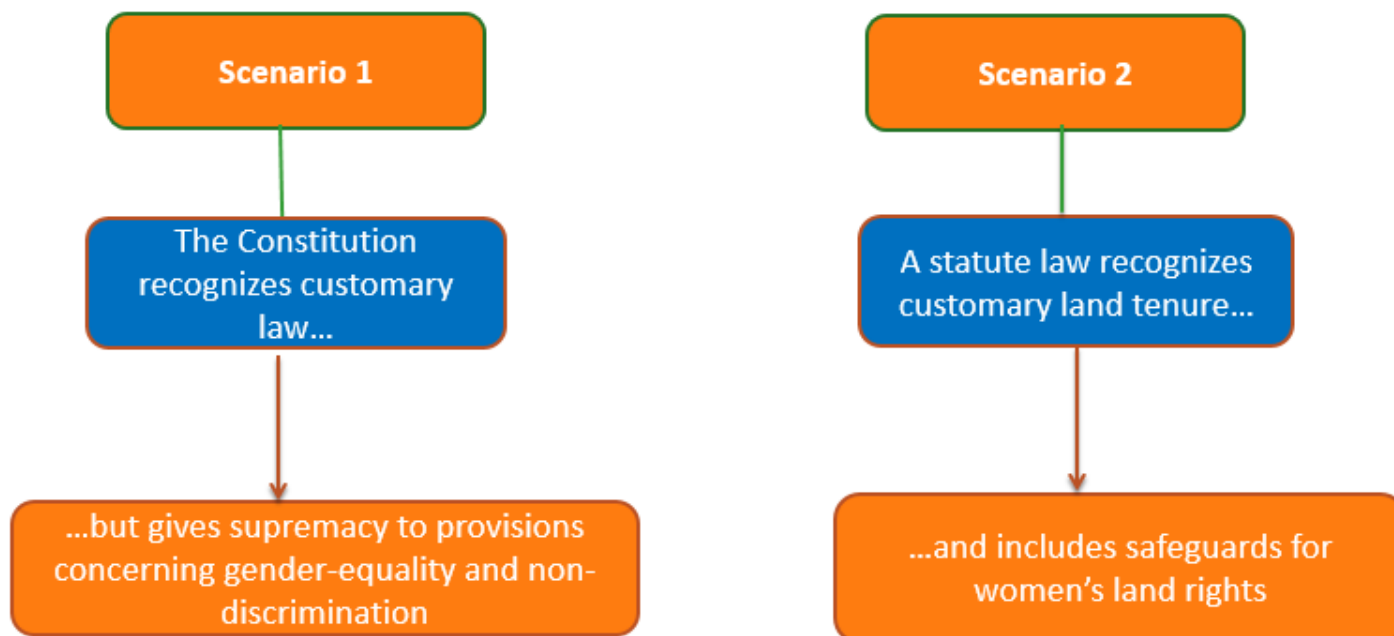 Scenario 1
The Constitution
recognizes customary
law…
…but gives supremacy to provisions
concerning gender-equality and non-
discrimination
Scenario 2
A statute law recognizes
customary land tenure…
…and includes safeguards for
women’s land rights